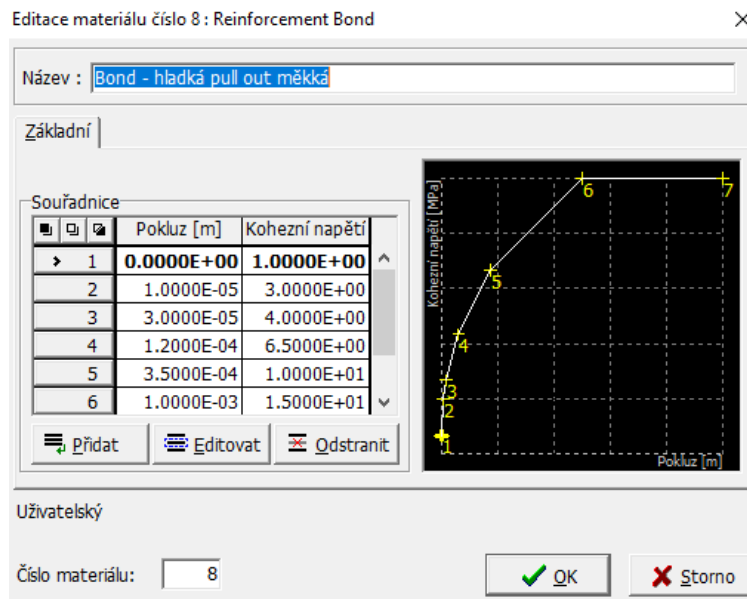 Editace materiálu číslo 8 : Reinforcement Bond
Název : Bond - hladká pull out měkká
Základní
Souřadnice
Pokluz [m] Kohezní napětí
1 0.0000E+00 1.0000E+00
2 1.0000E-05 3.0000E+00
3 3.0000E-05 4.0000E+00
4 1.2000E-04 6.5000E+00
5 3.5000E-04 1.0000E+01
6 1.0000E-03 1.5000E+01
Přidat Editovat Odstranit
Kohezní napětí [MPa]
6 7
5
4
3
2
1
Pokluz [m]
Uživatelský
Číslo materiálu: 8
OK Storno